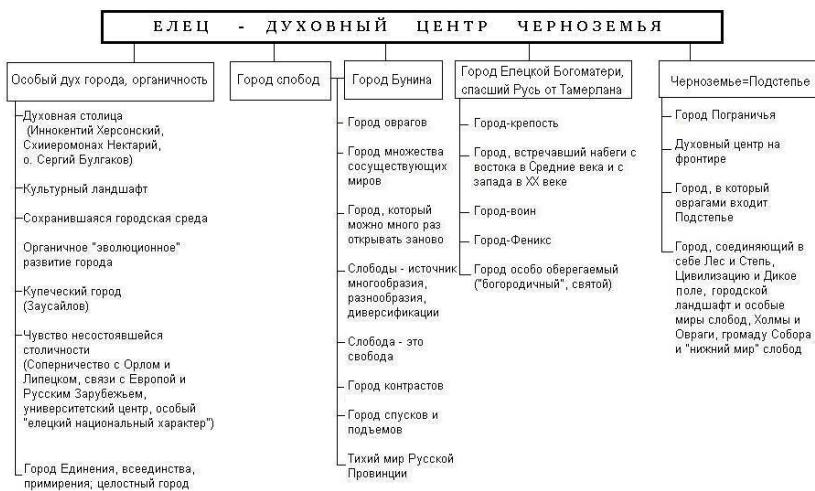 ЕЛЕЦ - ДУХОВНЫЙ ЦЕНТР ЧЕРНОЗЕМЬЯ
Особый дух города, органичность
Духовная столица
(Иннокентий Херсонский,
Схииеромонах Нектарий,
о. Сергий Булгаков)
Культурный ландшафт
Сохранившаяся городская среда
Органичное "эволюционное"
развитие города
Купеческий город
(Заусайлов)
Чувство несостоявшейся
столичности
(Соперничество с Орлом и
Липецком, связи с Европой и
Русским Зарубежьем,
университетский центр, особый
"елецкий национальный характер")
Город Единения, всеединства,
примирения; целостный город
Город слобод
Город Бунина
Город оврагов
Город множества
сосуществующих
миров
Город, который
можно много раз
открывать заново
Слободы - источник
многообразия,
разнообразия,
диверсификации
Слобода - это
свобода
Город контрастов
Город спусков и
подъемов
Тихий мир Русской
Провинции
Город Елецкой Богоматери,
спасший Русь от Тамерлана
Город-крепость
Город, встречавший набеги с
востока в Средние века и с
запада в XX веке
Город-воин
Город-Феникс
Город особо оберегаемый
("богородичный", святой)
Черноземье=Подстепье
Город Пограничья
Духовный центр на
фронтире
Город, в который
оврагами входит
Подстепье
Город, соединяющий в
себе Лес и Степь,
Цивилизацию и Дикое
поле, городской
ландшафт и особые
миры слобод, Холмы и
Овраги, громаду Собора
и "нижний мир" слобод